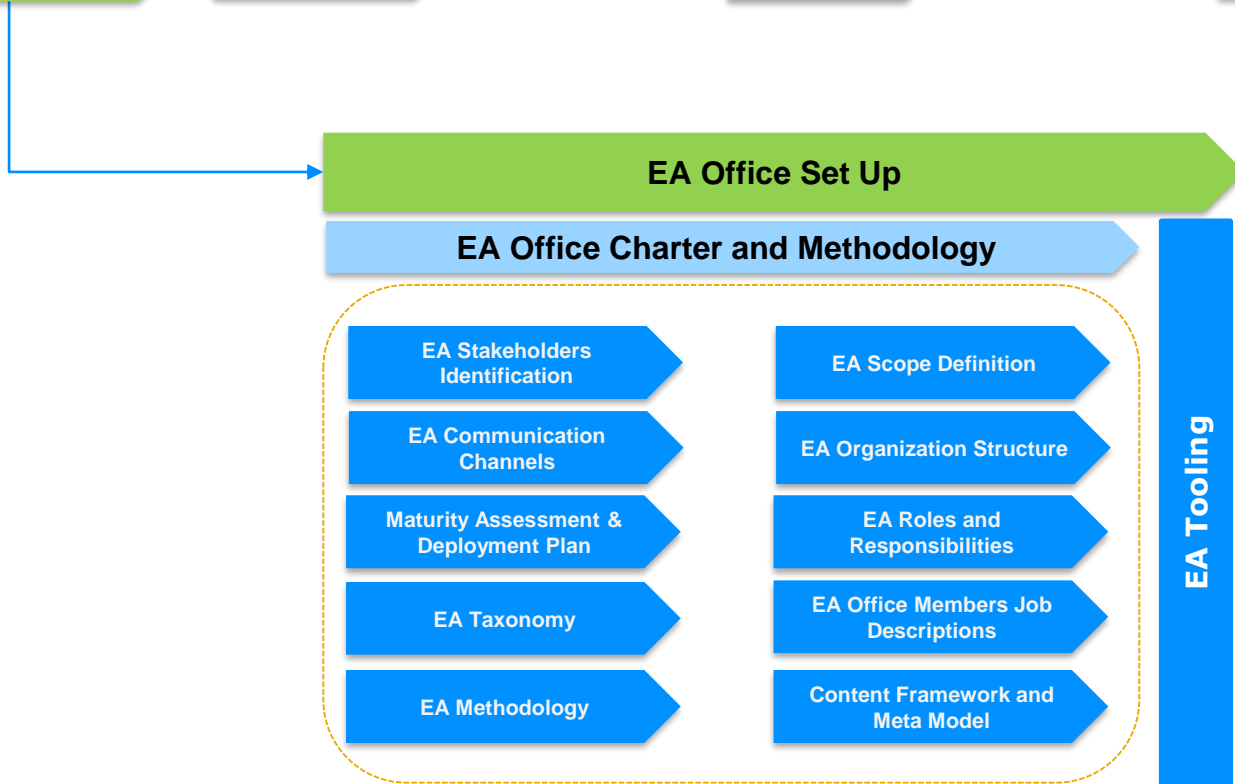 EA Office Set Up
EA Office Charter and Methodology
EA Stakeholders
Identification
EA Scope Definition
EA Communication
Channels
EA Organization Structure
Maturity Assessment &
Deployment Plan
EA Roles and
Responsibilities
EA Taxonomy
EA Office Members Job
Descriptions
EA Methodology
Content Framework and
Meta Model
EA Tooling